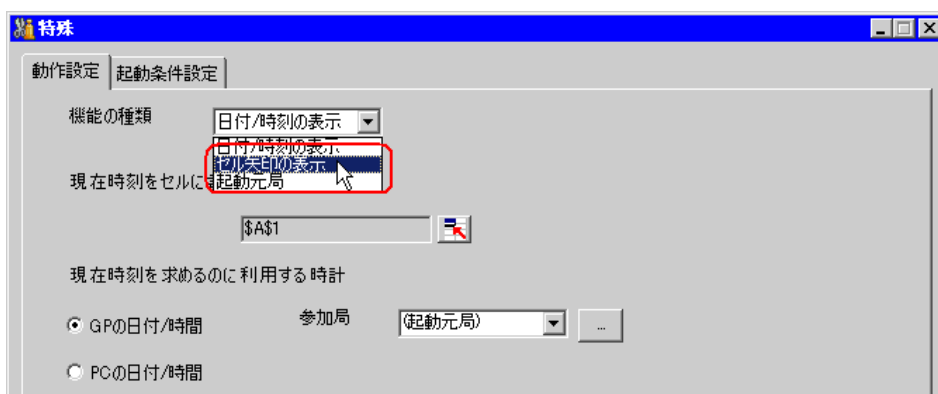 特殊
動作設定 起動条件設定
機能の種類 日付/時刻の表示
日付/時刻の表示
セル矢印の表示
現在時刻をセルに 起動元局
$A$1
現在時刻を求めるのに利用する時計
GPの日付/時間 参加局 (起動元局) ...
PCの日付/時間